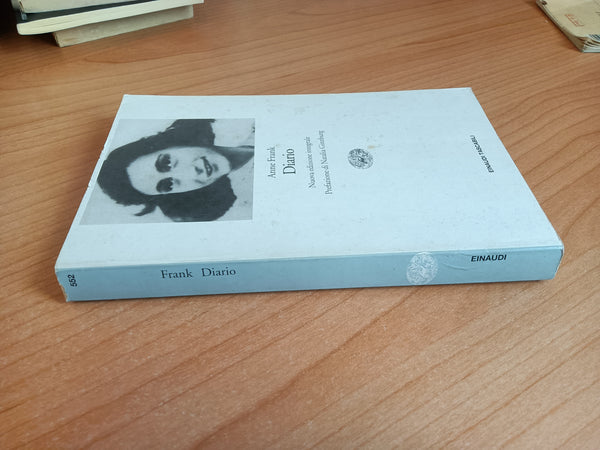 Anne Frank
Diario
Nuova edizione integrale
Prefazione di Natalia Ginzburg
EINAUDI TASCABILI
552
Frank Diario
EINAUDI